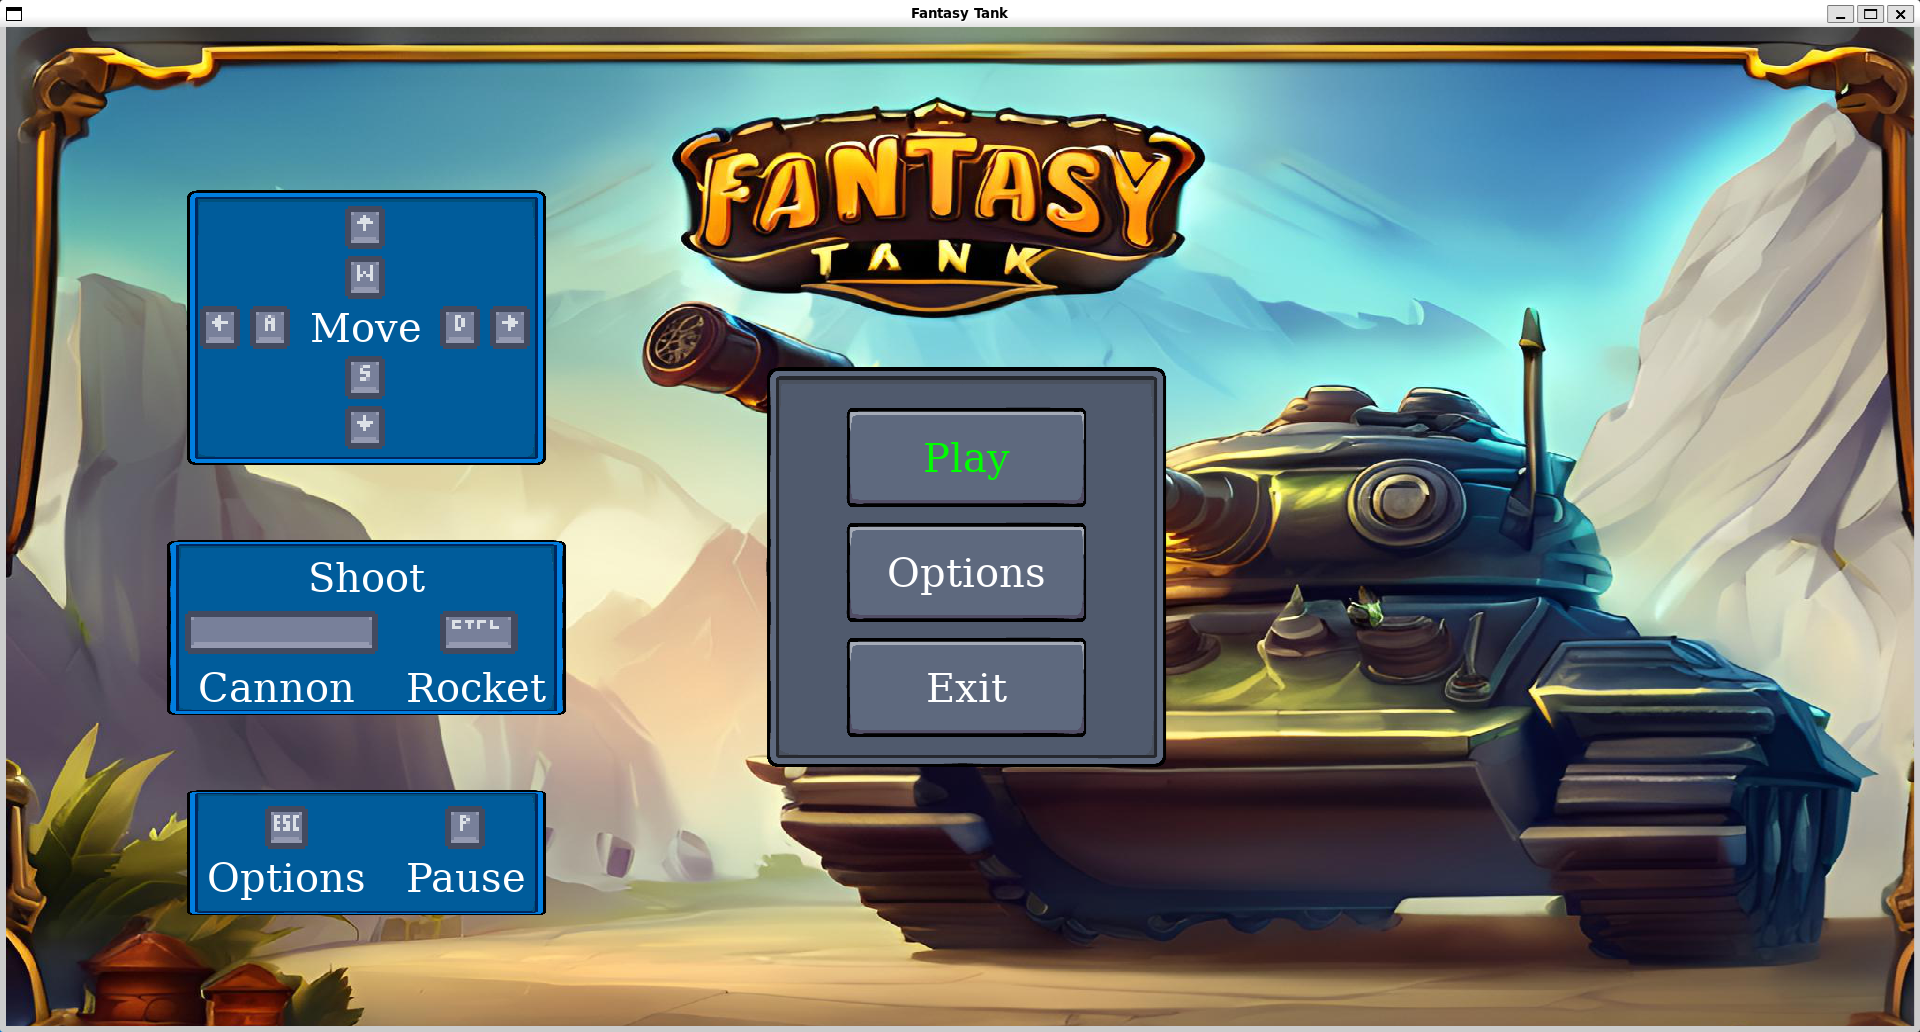 Fantasy Tank
FANTASY
TANK
W
A Move D
S
Shoot
CTRL
Cannon Rocket
ESC P
Options Pause
Play
Options
Exit